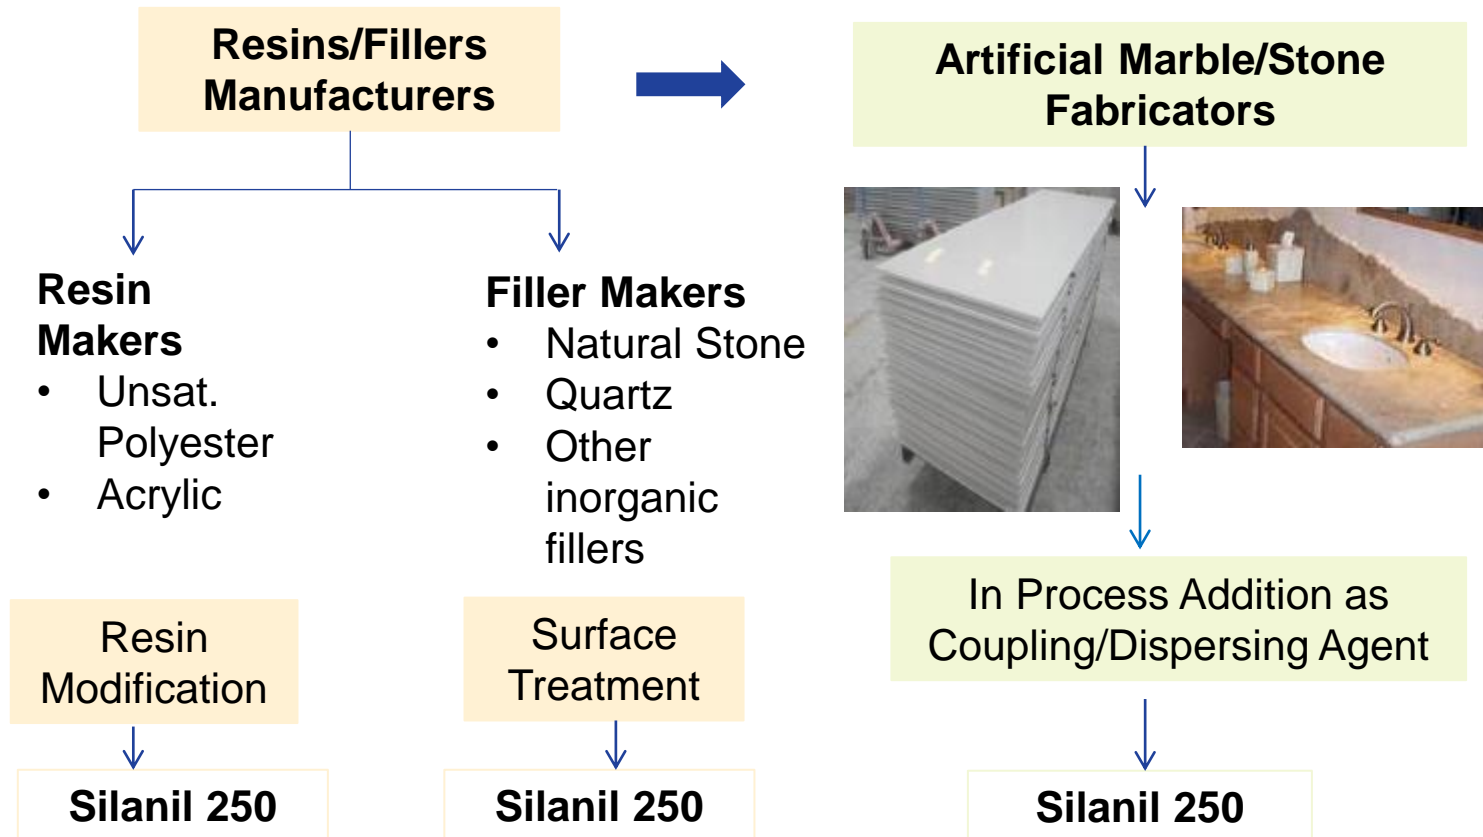 Resins/Fillers
Manufacturers
Artificial Marble/Stone
Fabricators
Resin
Makers
• Unsat.
Polyester
• Acrylic
Filler Makers
• Natural Stone
• Quartz
• Other
inorganic
fillers
Resin
Modification
Surface
Treatment
In Process Addition as
Coupling/Dispersing Agent
Silanil 250
Silanil 250
Silanil 250